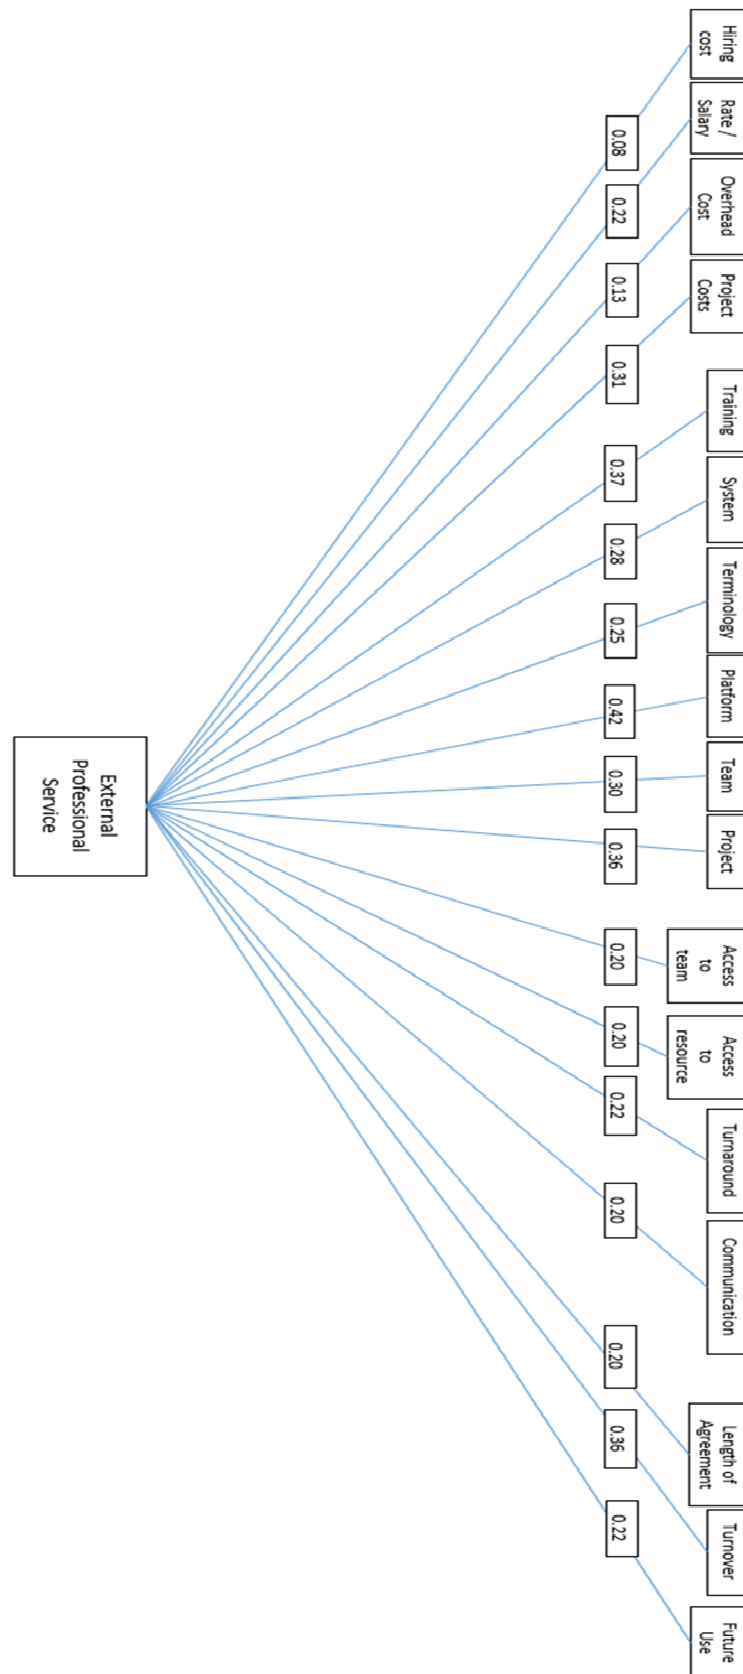 Hiring
cost
Rate /
Salary
Overhead
Cost
Project
Costs
Training
System
Terminology
Platform
Team
Project
Access
to
team
Access
to
resource
Turnaround
Communication
Length of
Agreement
Turnover
Future
Use
0.08
0.22
0.13
0.31
0.37
0.28
0.25
0.42
0.30
0.36
0.20
0.20
0.22
0.20
0.20
0.36
0.22
External
Professional
Service